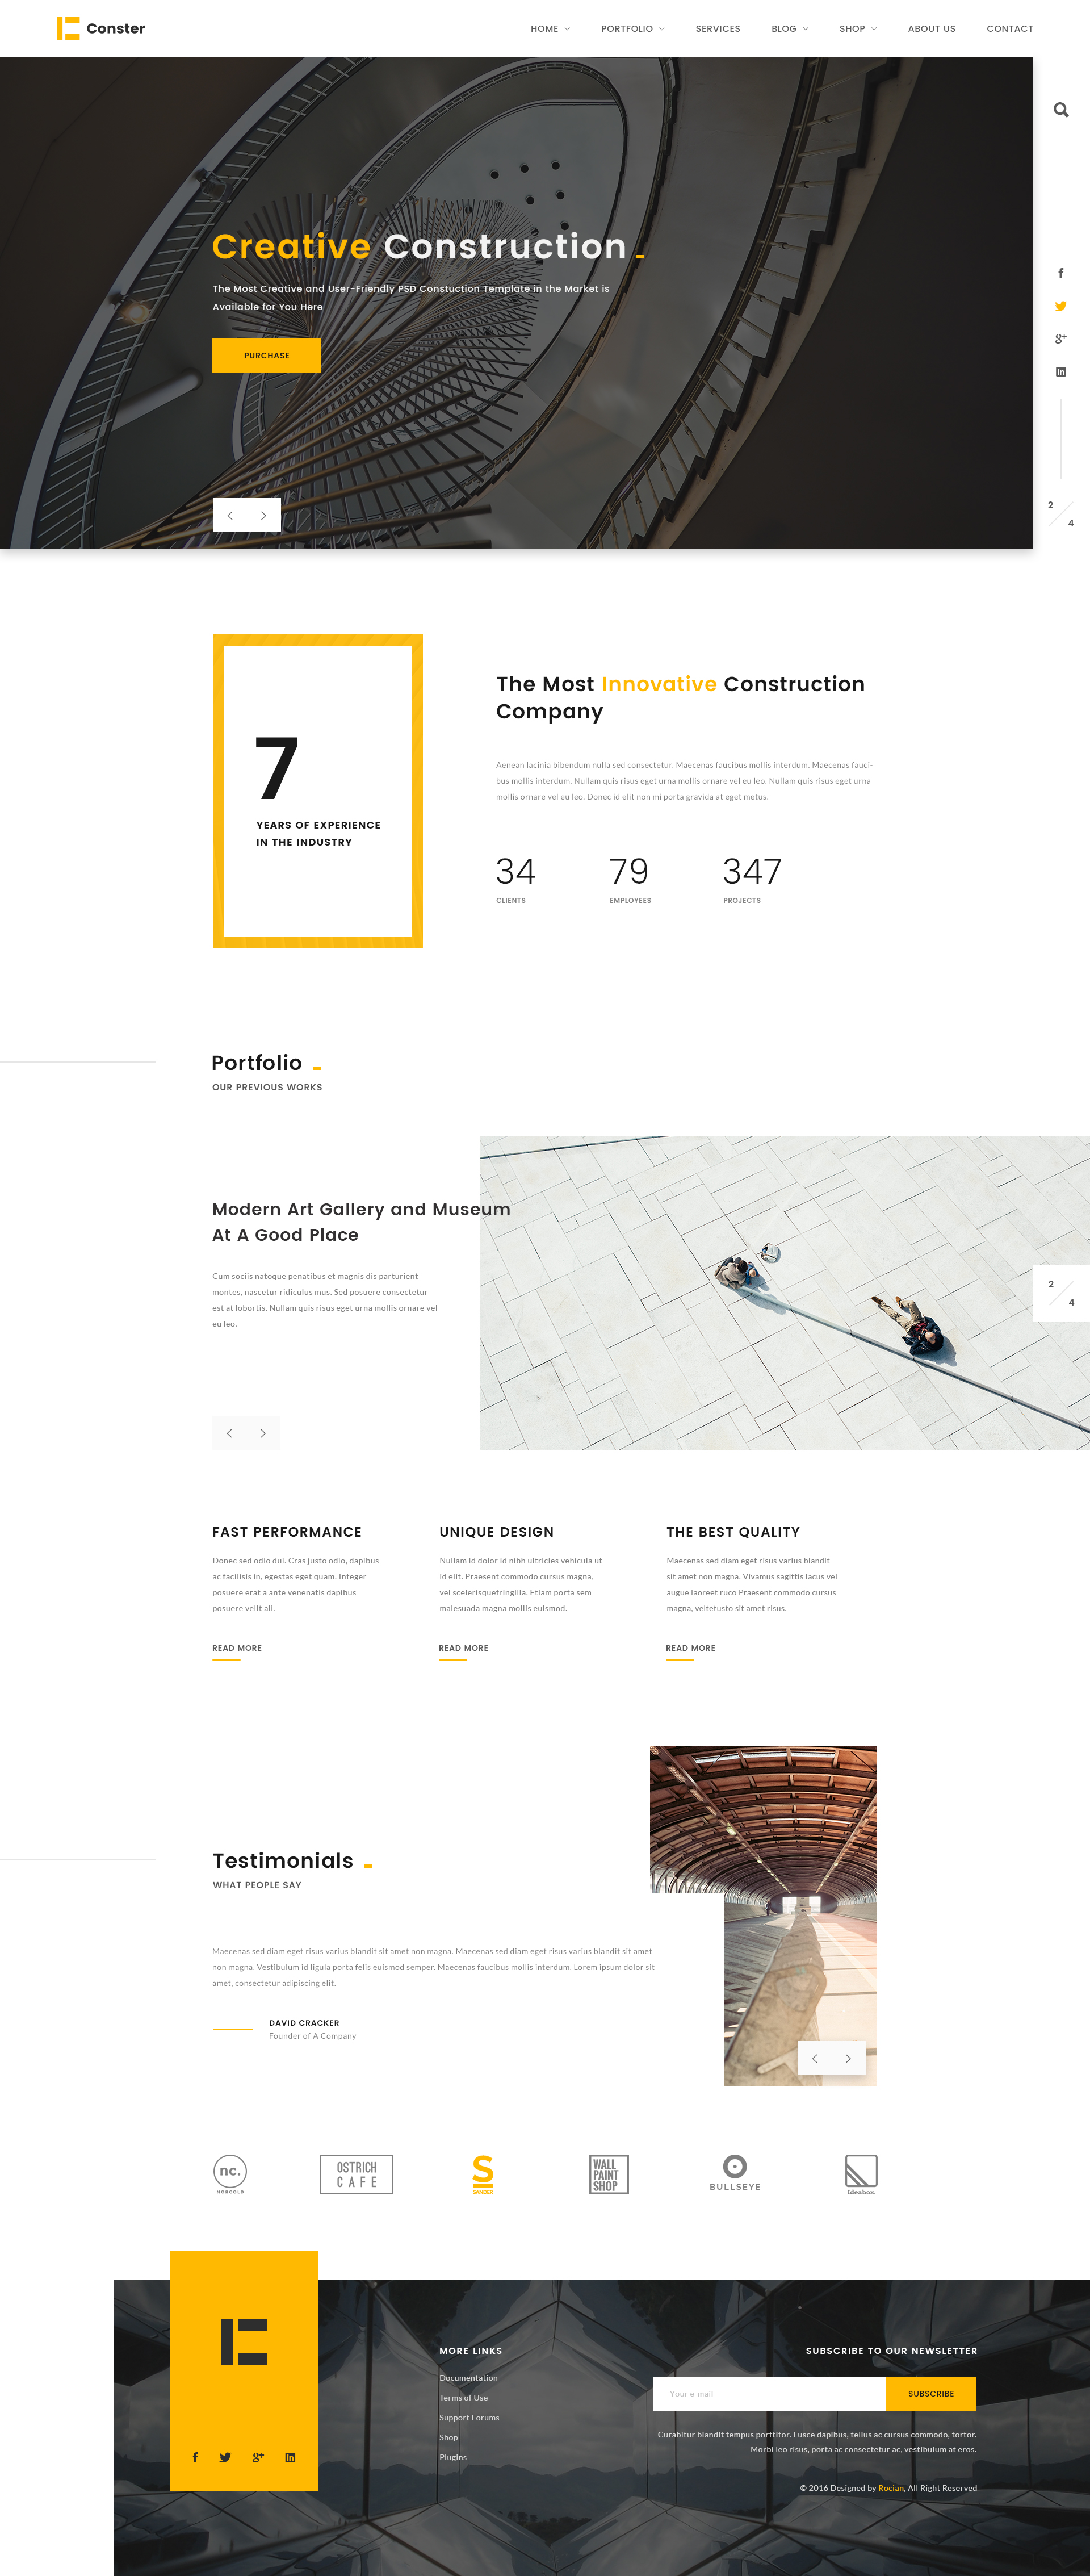 Conster
HOME PORTFOLIO SERVICES BLOG SHOP ABOUT US CONTACT
Creative Construction
The Most Creative and User-Friendly PSD Constuction Template in the Market is
Available for You Here
PURCHASE
2
4
7
YEARS OF EXPERIENCE
IN THE INDUSTRY
The Most Innovative Construction
Company
Aenean lacinia bibendum nulla sed consectetur. Maecenas faucibus mollis interdum. Maecenas fauci-
bus mollis interdum. Nullam quis risus eget urna mollis ornare vel eu leo. Nullam quis risus eget urna
mollis ornare vel eu leo. Donec id elit non mi porta gravida at eget metus.
34 79 347
CLIENTS EMPLOYEES PROJECTS
Portfolio
OUR PREVIOUS WORKS
Modern Art Gallery and Museum
At A Good Place
Cum sociis natoque penatibus et magnis dis parturient
montes, nascetur ridiculus mus. Sed posuere consectetur
est at lobortis. Nullam quis risus eget urna mollis ornare vel
eu leo.
2
4
FAST PERFORMANCE
Donec sed odio dui. Cras justo odio, dapibus
ac facilisis in, egestas eget quam. Integer
posuere erat a ante venenatis dapibus
posuere velit ali.
READ MORE
UNIQUE DESIGN
Nullam id dolor id nibh ultricies vehicula ut
id elit. Praesent commodo cursus magna,
vel scelerisquefringilla. Etiam porta sem
malesuada magna mollis euismod.
READ MORE
THE BEST QUALITY
Maecenas sed diam eget risus varius blandit
sit amet non magna. Vivamus sagittis lacus vel
augue laoreet ruco Praesent commodo cursus
magna, veltetusto sit amet risus.
READ MORE
Testimonials
WHAT PEOPLE SAY
Maecenas sed diam eget risus varius blandit sit amet non magna. Maecenas sed diam eget risus varius blandit sit amet
non magna. Vestibulum id ligula porta felis euismod semper. Maecenas faucibus mollis interdum. Lorem ipsum dolor sit
amet, consectetur adipiscing elit.
DAVID CRACKER
Founder of A Company
nc.
NORCOLD
OSTRICH
CAFE
S
SANDER
WALL
PAINT
SHOP
BULLSEYE
Ideabox.
MORE LINKS
Documentation
Terms of Use
Support Forums
Shop
Plugins
SUBSCRIBE TO OUR NEWSLETTER
Your e-mail SUBSCRIBE
Curabitur blandit tempus porttitor. Fusce dapibus, tellus ac cursus commodo, tortor.
Morbi leo risus, porta ac consectetur ac, vestibulum at eros.
© 2016 Designed by Rocian, All Right Reserved